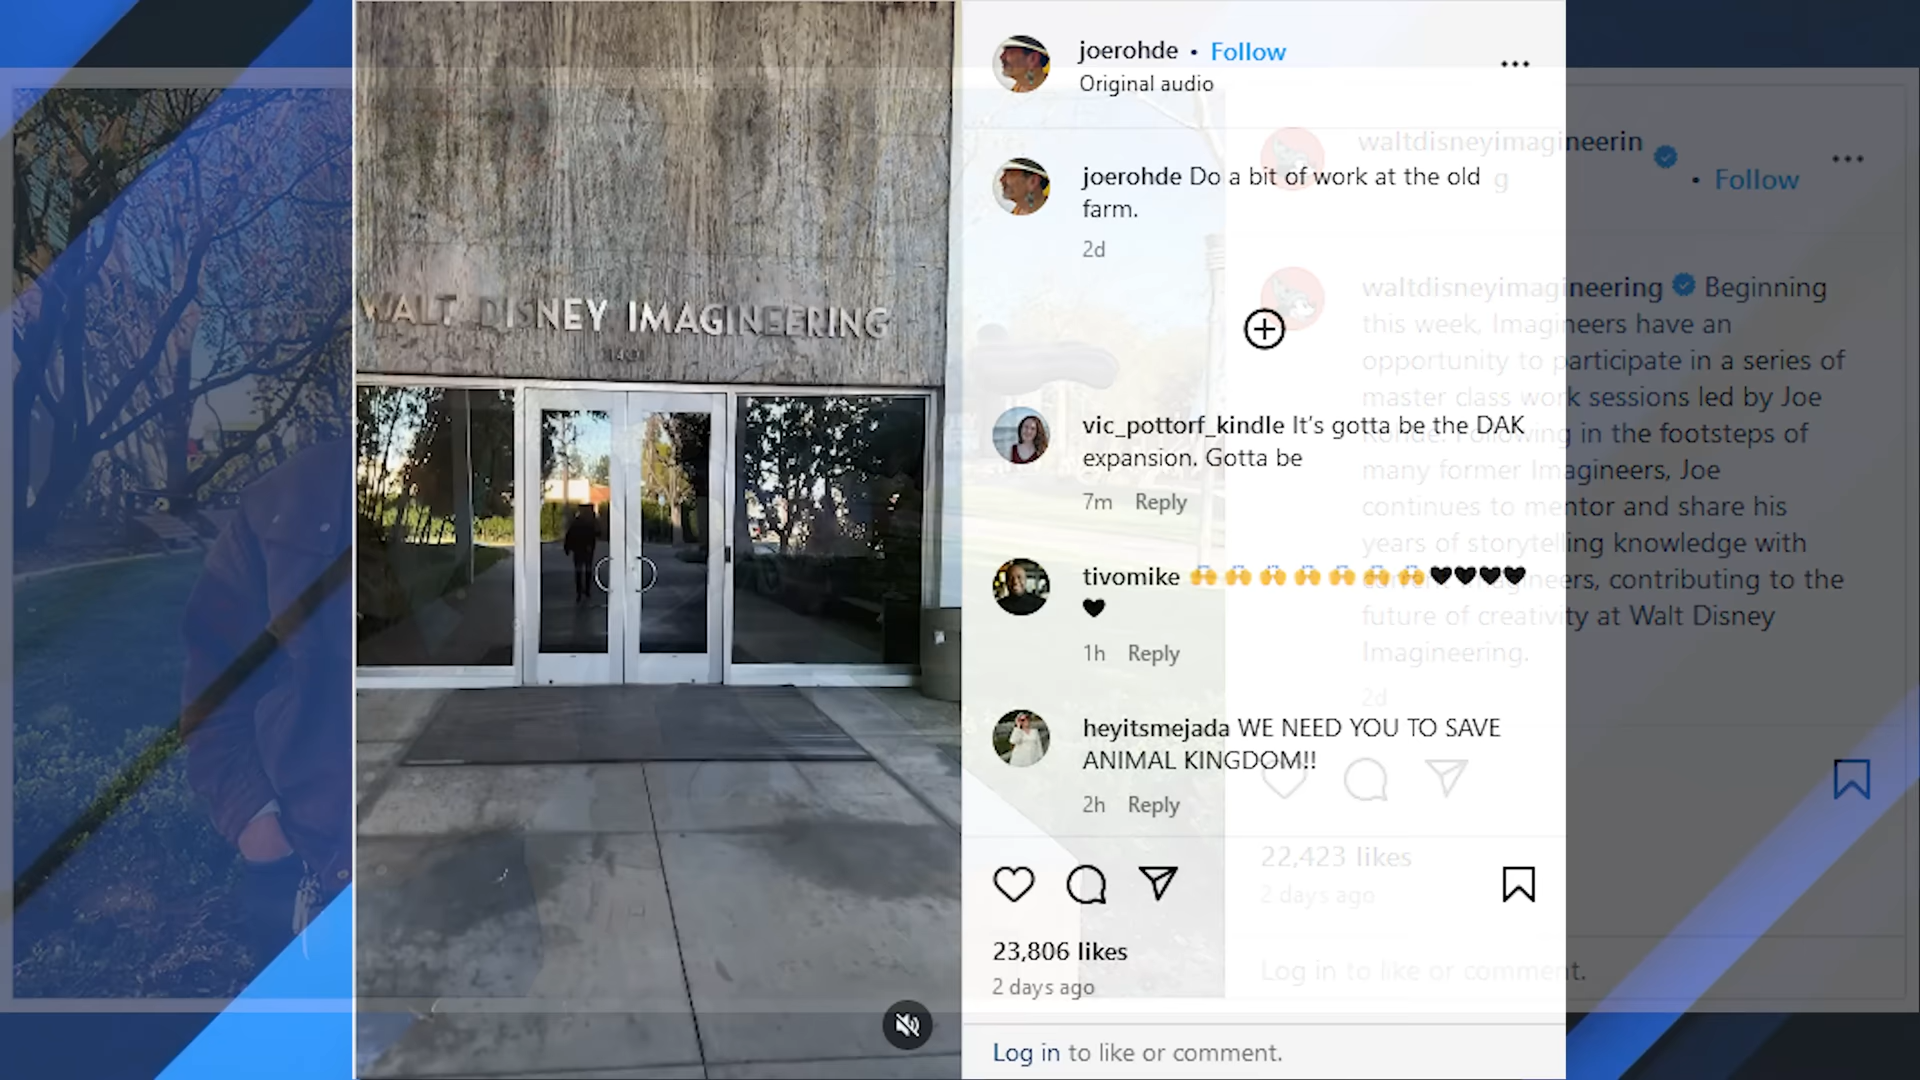 WALT DISNEY IMAGINEERING
1401
joerohde • Follow
Original audio
joerohde Do a bit of work at the old
farm.
2d
vic_pottorf_kindle It's gotta be the DAK
expansion. Gotta be
7m Reply
tivomike 🙌🙌🙌🙌🙌🙌🙌🖤🖤🖤🖤
🖤
1h Reply
heyitsmejada WE NEED YOU TO SAVE
ANIMAL KINGDOM!!
2h Reply
23,806 likes
2 days ago
Log in to like or comment.
waltdisneyimagineerin
g
• Follow
waltdisneyimagineering Beginning
this week, Imagineers have an
opportunity to participate in a series of
master class work sessions led by Joe
Rohde. Following in the footsteps of
many former Imagineers, Joe
continues to mentor and share his
years of storytelling knowledge with
current Imagineers, contributing to the
future of creativity at Walt Disney
Imagineering.
2d
22,423 likes
2 days ago
Log in to like or comment.